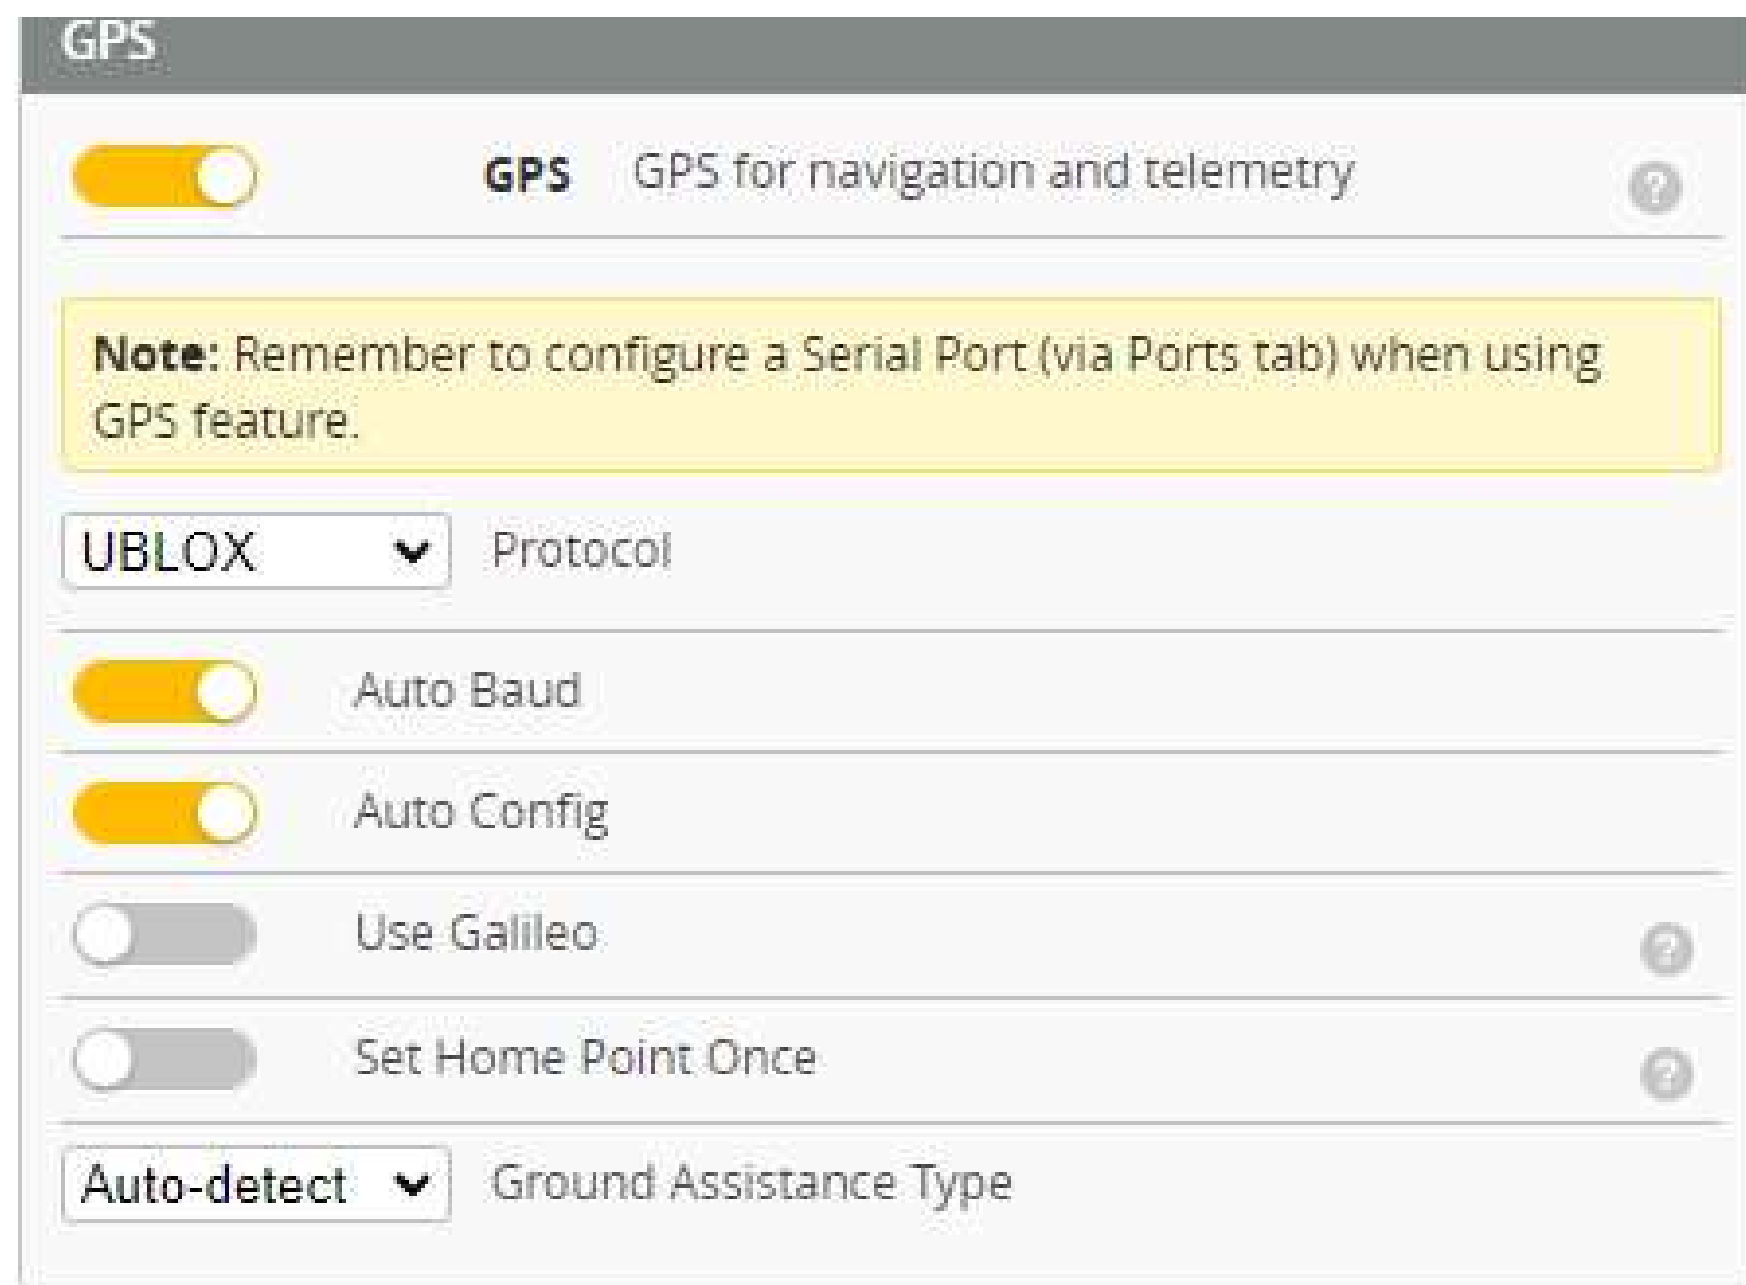 GPS
GPS GPS for navigation and telemetry ?
Note: Remember to configure a Serial Port (via Ports tab) when using
GPS feature.
UBLOX Protocol
Auto Baud
Auto Config
Use Galileo ?
Set Home Point Once ?
Auto-detect Ground Assistance Type